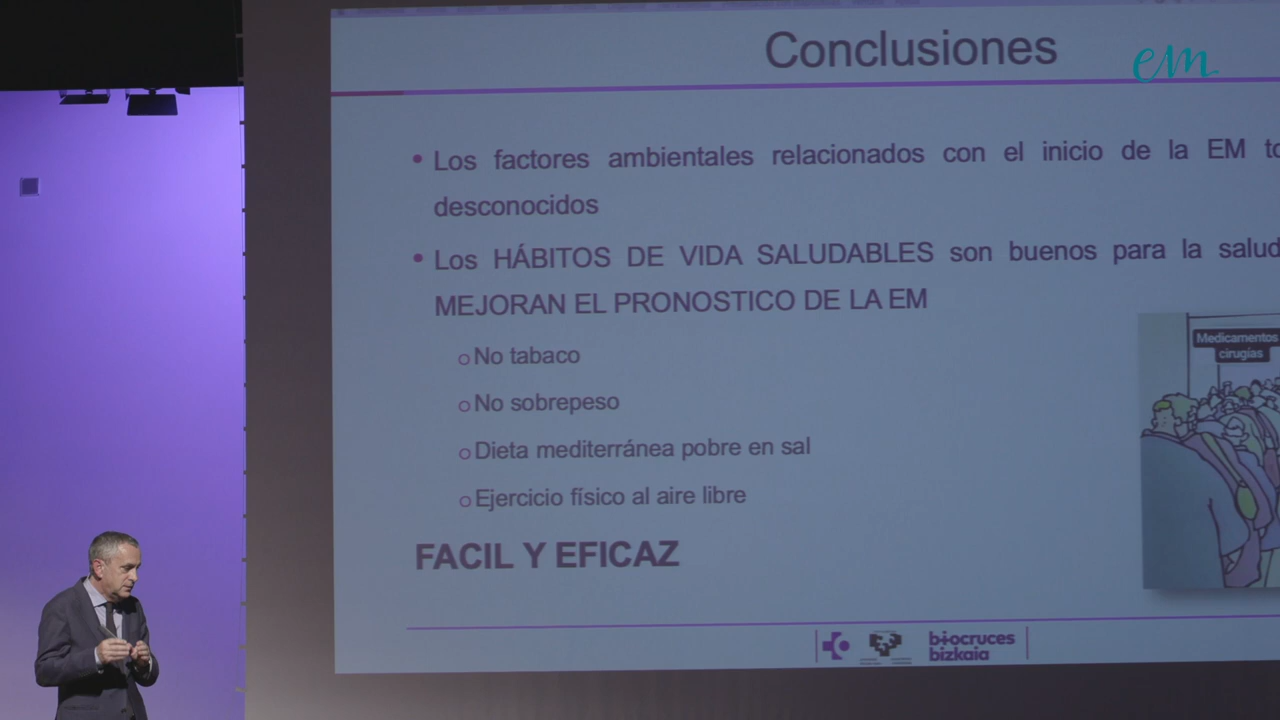 Conclusiones
em
• Los factores ambientales relacionados con el inicio de la EM
desconocidos
• Los HÁBITOS DE VIDA SALUDABLES son buenos para la salud
MEJORAN EL PRONOSTICO DE LA EM
Medicamentos
cirugías
o No tabaco
o No sobrepeso
o Dieta mediterránea pobre en sal
o Ejercicio físico al aire libre
FACIL Y EFICAZ
biocruces
bizkaia